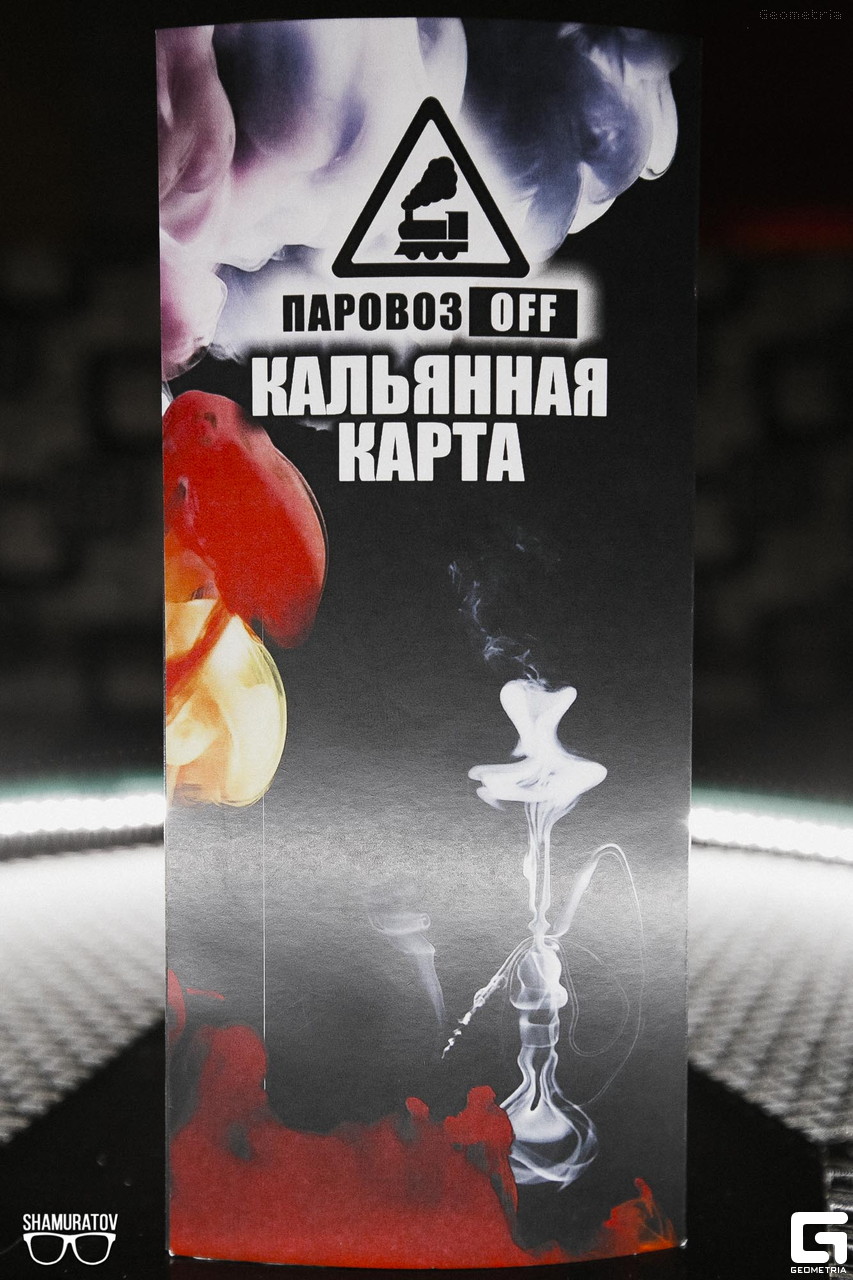 Geometria
ПАРОВОЗ OFF
КАЛЬЯННАЯ
КАРТА
SHAMURATOV
GEOMETRIA